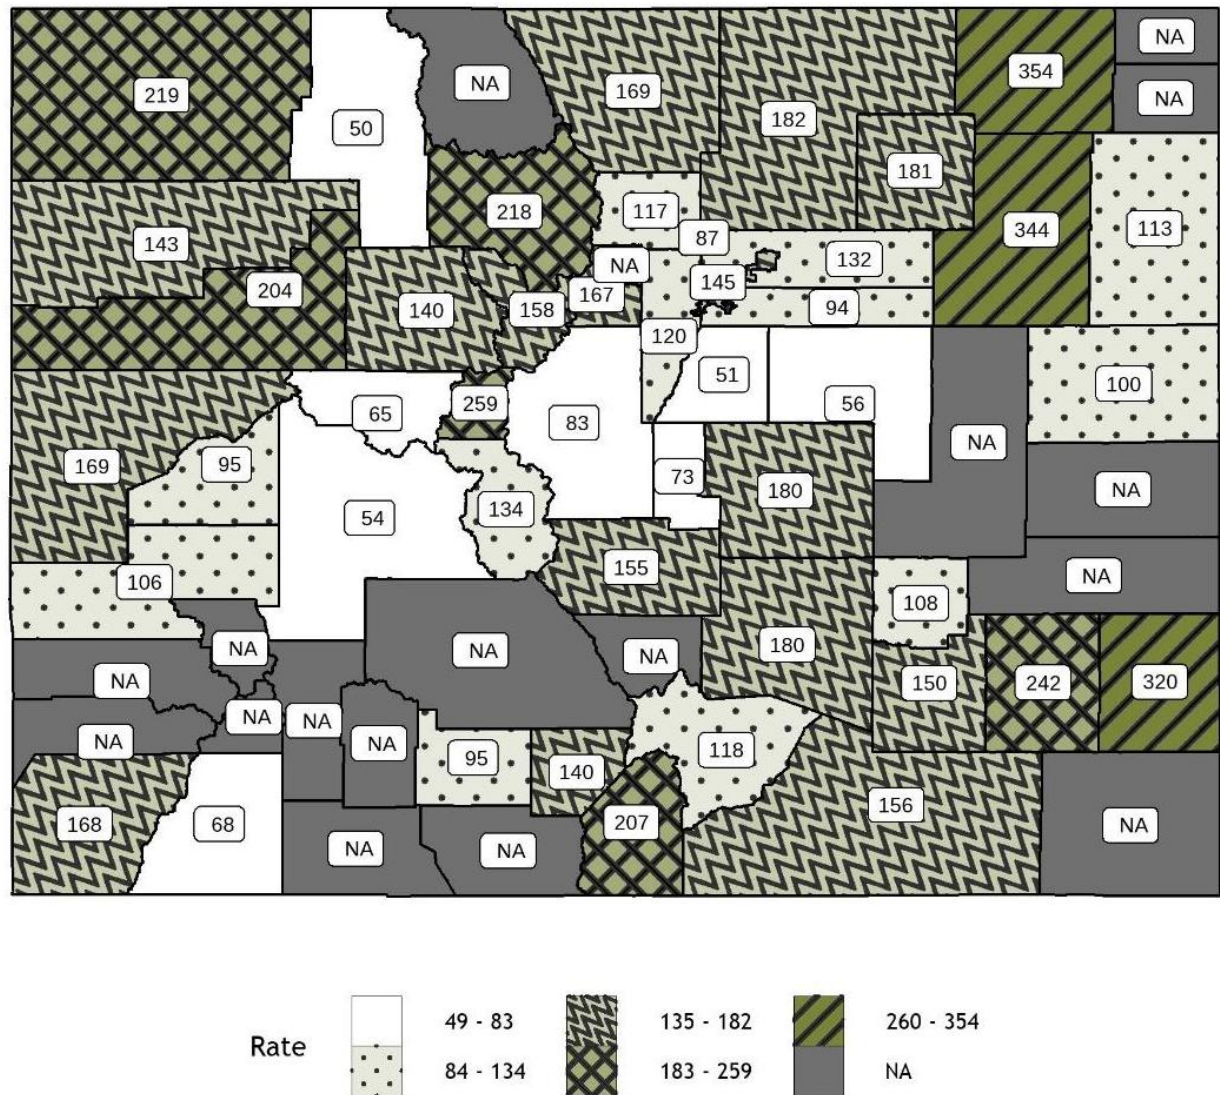 NA
354
219
NA
169
NA
182
50
181
218
117
113
344
143
87
132
NA
145
204
167
140
158
94
120
51
100
65
259
56
83
NA
95
169
73
180
NA
54
134
155
NA
106
108
180
NA
NA
NA
NA
150
242
320
NA
NA
NA
NA
118
95
140
156
168
68
207
NA
NA
NA
Rate
49 - 83
135 - 182
260 - 354
84 - 134
183 - 259
NA